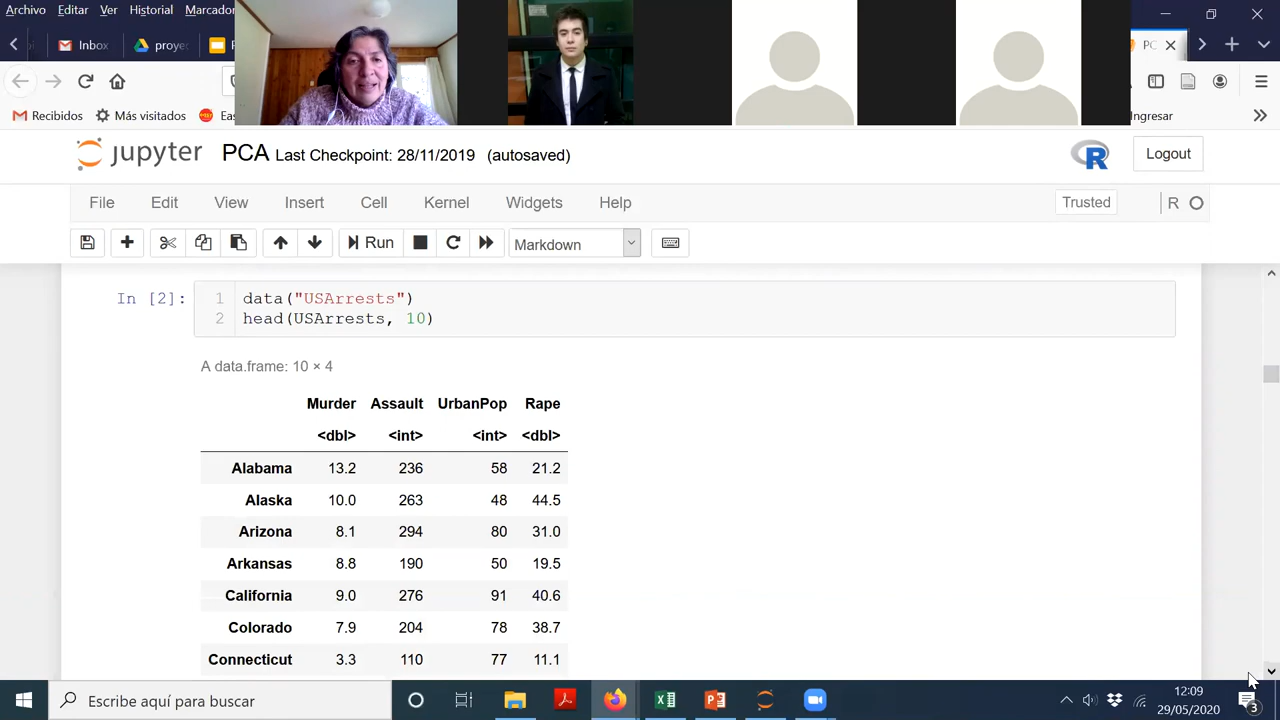 Archivo Editar Ver Historial Marcador
Inbox proye
PC
Recibidos Más visitados Eas
Ingresar
jupyter PCA Last Checkpoint: 28/11/2019 (autosaved) R Logout
File Edit View Insert Cell Kernel Widgets Help Trusted R
Run Markdown
In [2]: 1 data("USArrests")
2 head(USArrests, 10)
A data.frame: 10 × 4
Murder Assault UrbanPop Rape
<dbl> <int> <int> <dbl>
Alabama 13.2 236 58 21.2
Alaska 10.0 263 48 44.5
Arizona 8.1 294 80 31.0
Arkansas 8.8 190 50 19.5
California 9.0 276 91 40.6
Colorado 7.9 204 78 38.7
Connecticut 3.3 110 77 11.1
Escribe aquí para buscar
12:09
29/05/2020
3